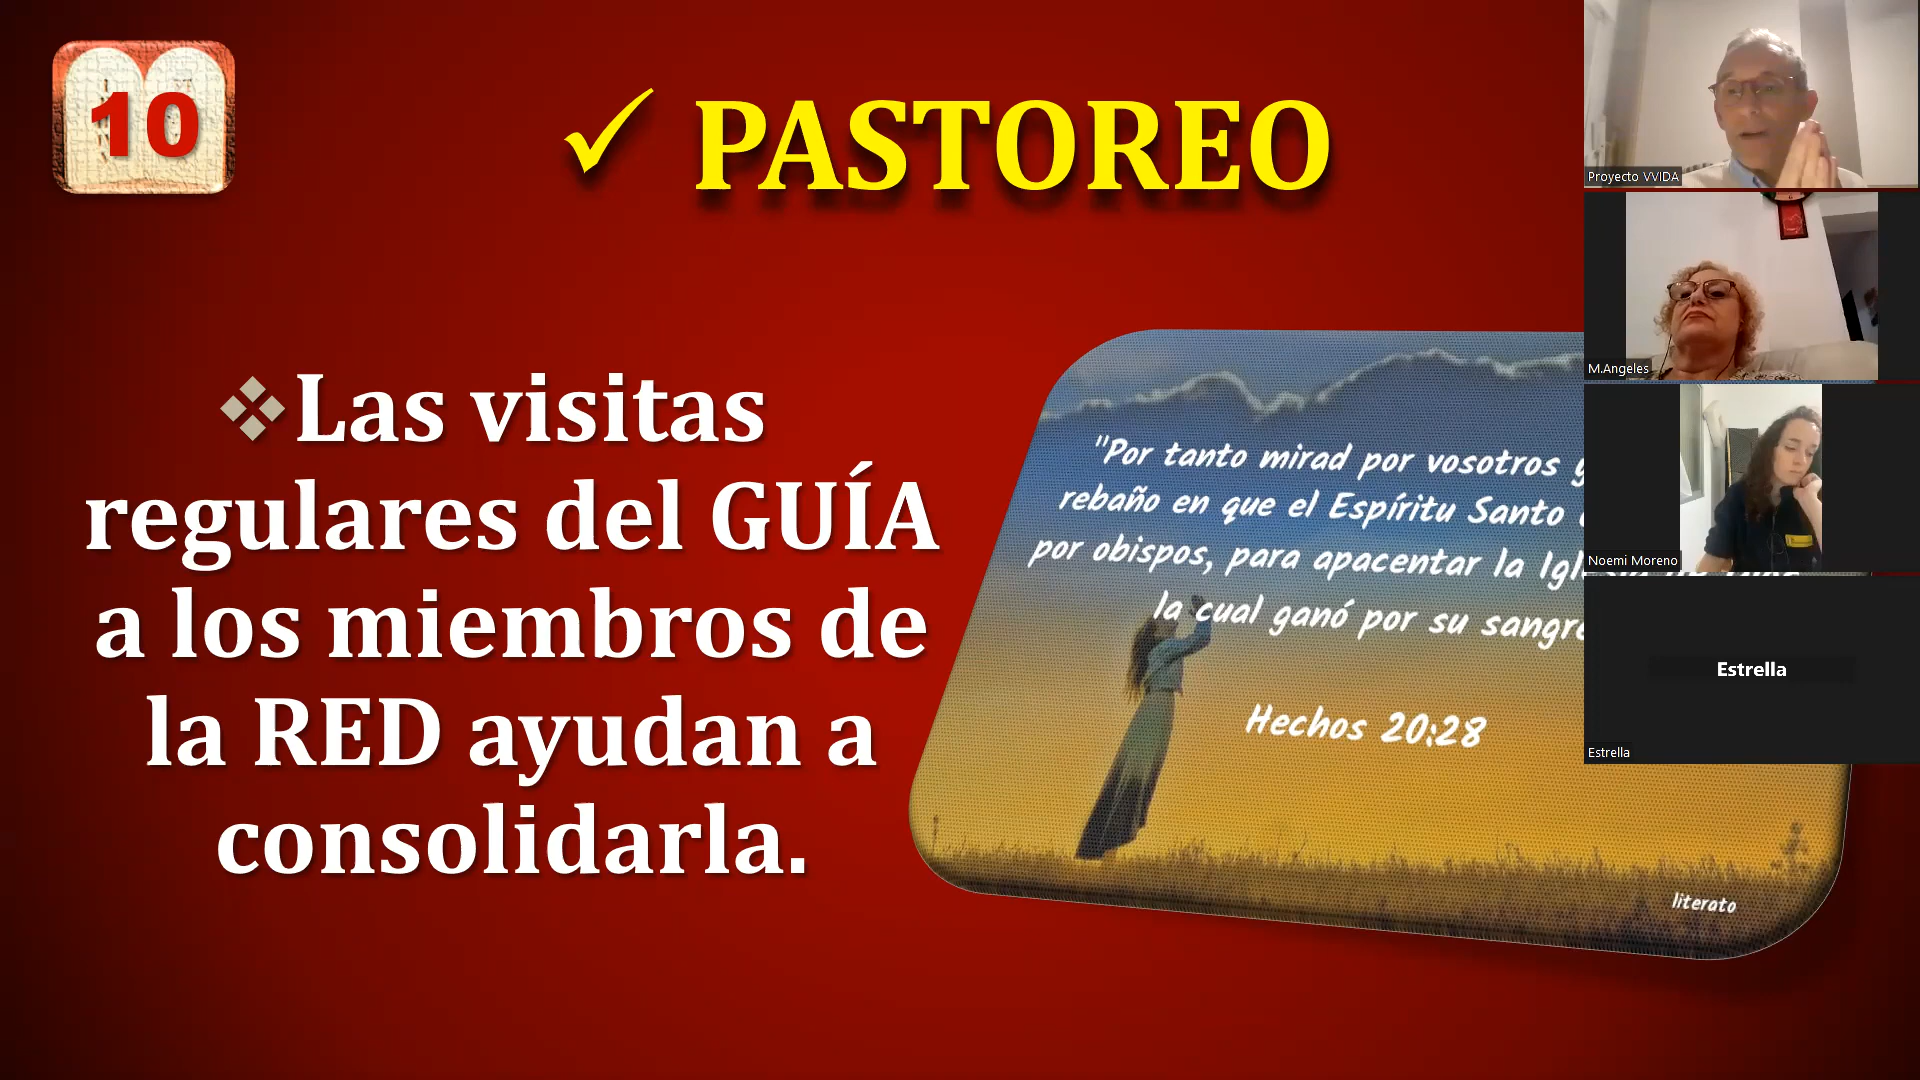 10
✓ PASTOREO
❖Las visitas
regulares del GUÍA
a los miembros de
la RED ayudan a
consolidarla.
"Por tanto mirad por vosotros y
rebaño en que el Espíritu Santo
por obispos, para apacentar la
la cual ganó por su sangre
Hechos 20:28
literato
Proyecto VVIDA
M.Angeles
Noemi Moreno
Estrella
Estrella